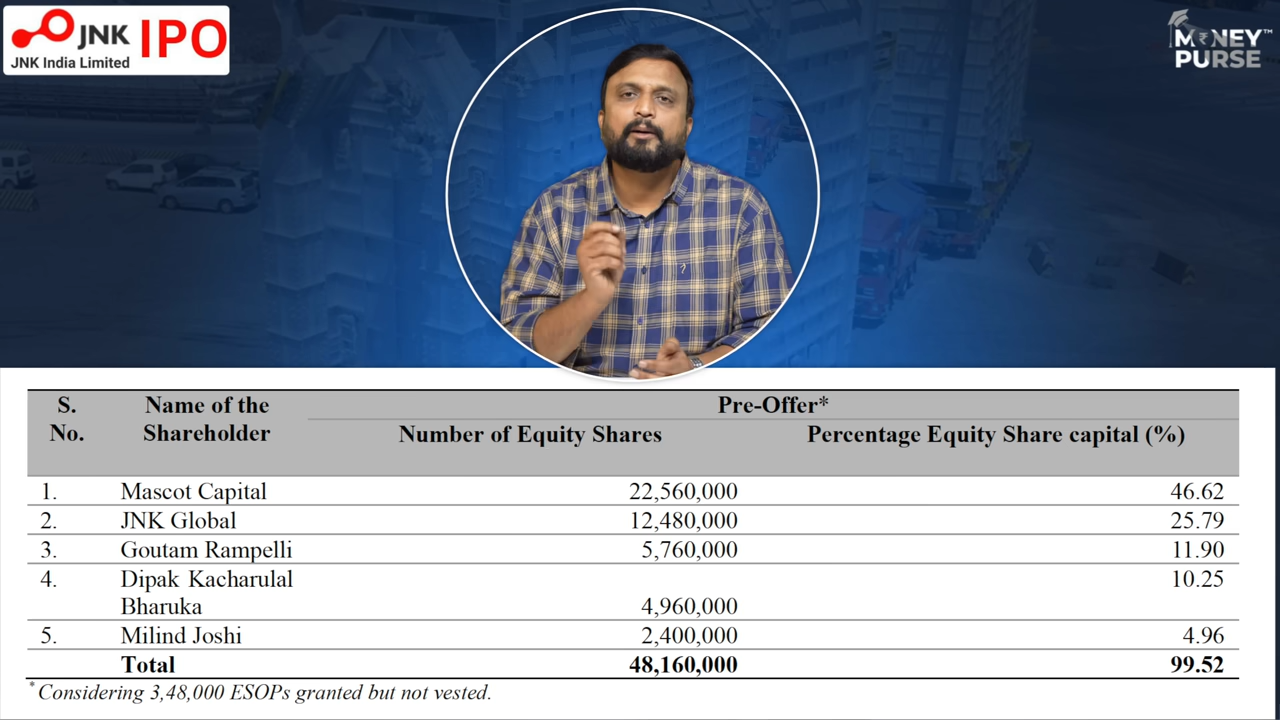 JNK IPO
JNK India Limited
M₹NEY™
PURSE
S. No. Name of the Shareholder Pre-Offer*
Number of Equity Shares Percentage Equity Share capital (%)
1. Mascot Capital 22,560,000 46.62
2. JNK Global 12,480,000 25.79
3. Goutam Rampelli 5,760,000 11.90
4. Dipak Kacharulal 10.25
Bharuka 4,960,000
5. Milind Joshi 2,400,000 4.96
Total 48,160,000 99.52
*Considering 3,48,000 ESOPs granted but not vested.